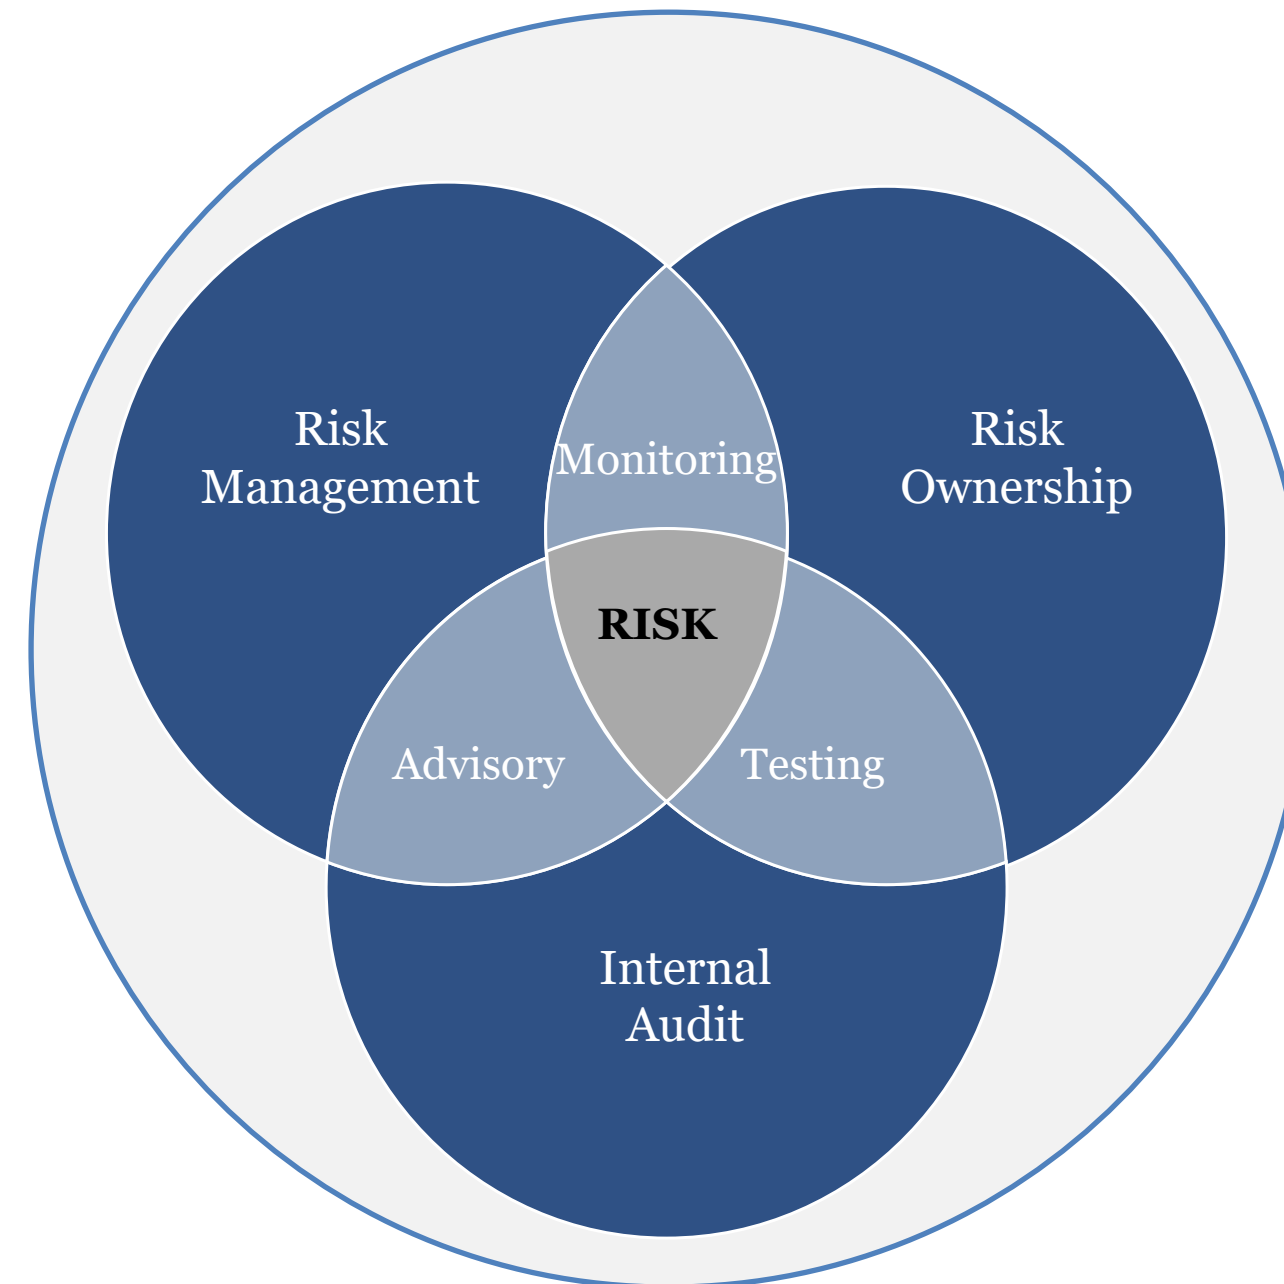 Risk
Management
Risk
Ownership
Monitoring
RISK
Advisory
Testing
Internal
Audit